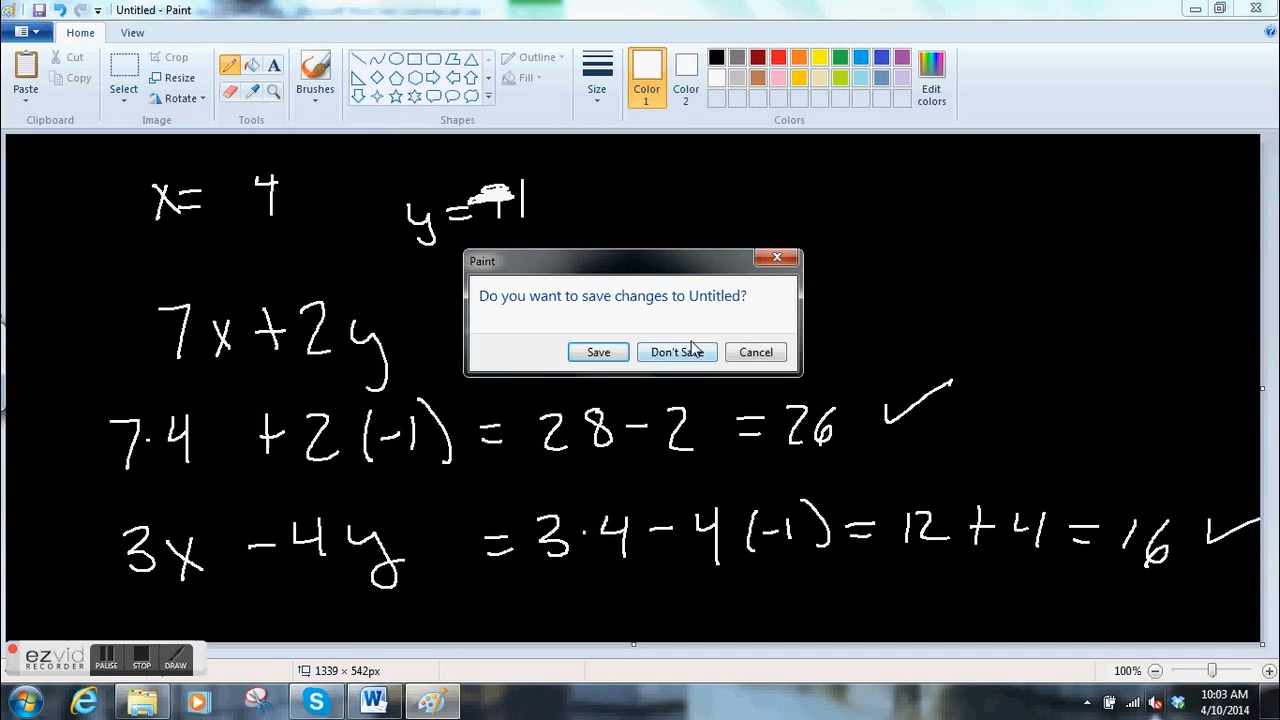 Untitled - Paint
Home View
Paste
Cut
Copy
Clipboard
Select
Crop
Resize
Rotate
Image
Tools
Brushes
Shapes
Outline
Fill
Size
Color 1
Color 2
Edit colors
Colors
x= 4 y=-1
Paint
Do you want to save changes to Untitled?
Save Don't Save Cancel
7x+2y
7·4 +2(-1) = 28-2 =26 ✓
3x -4y = 3·4-4(-1)=12+4=16 ✓
ezvid
RECORDER
PAUSE STOP DRAW
1339 × 542px
100%
W
10:03 AM
4/10/2014